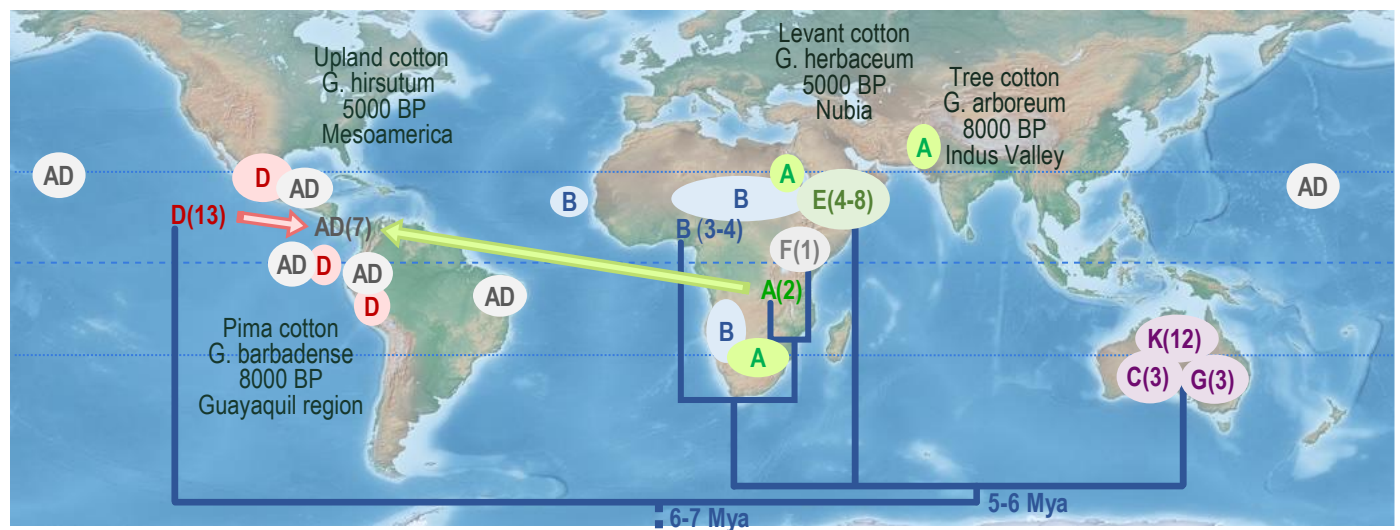 Upland cotton
G. hirsutum
5000 BP
Mesoamerica
Levant cotton
G. herbaceum
5000 BP
Nubia
Tree cotton
G. arboreum
8000 BP
Indus Valley
A
A
AD
D
AD
B
B
E(4-8)
AD
D(13)
AD(7)
B (3-4)
F(1)
AD
D
AD
A(2)
AD
D
B
A
K(12)
C(3)
G(3)
Pima cotton
G. barbadense
8000 BP
Guayaquil region
5-6 Mya
6-7 Mya